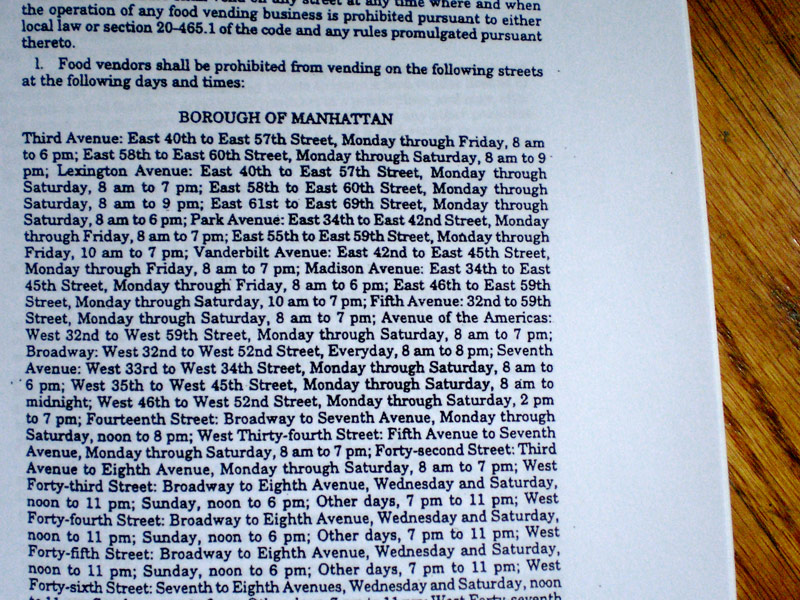 any street at any time where and when
the operation of any food vending business is prohibited pursuant to either
local law or section 20-465.1 of the code and any rules promulgated pursuant
thereto.
1. Food vendors shall be prohibited from vending on the following streets
at the following days and times:
BOROUGH OF MANHATTAN
Third Avenue: East 40th to East 57th Street, Monday through Friday, 8 am
to 6 pm; East 58th to East 60th Street, Monday through Saturday, 8 am to 9
pm; Lexington Avenue: East 40th to East 57th Street, Monday through
Saturday, 8 am to 7 pm; East 58th to East 60th Street, Monday through
Saturday, 8 am to 9 pm; East 61st to East 69th Street, Monday through
Saturday, 8 am to 6 pm; Park Avenue: East 34th to East 42nd Street, Monday
through Friday, 8 am to 7 pm; East 55th to East 59th Street, Monday through
Friday, 10 am to 7 pm; Vanderbilt Avenue: East 42nd to East 45th Street,
Monday through Friday, 8 am to 7 pm; Madison Avenue: East 34th to East
45th Street, Monday through Friday, 8 am to 6 pm; East 46th to East 59th
Street, Monday through Saturday, 10 am to 7 pm; Fifth Avenue: 32nd to 59th
Street, Monday through Saturday, 8 am to 7 pm; Avenue of the Americas:
West 32nd to West 59th Street, Monday through Saturday, 8 am to 7 pm;
Broadway: West 32nd to West 52nd Street, Everyday, 8 am to 8 pm; Seventh
Avenue: West 33rd to West 34th Street, Monday through Saturday, 8 am to
6 pm; West 35th to West 45th Street, Monday through Saturday, 8 am to
midnight; West 46th to West 52nd Street, Monday through Saturday, 2 pm
to 7 pm; Fourteenth Street: Broadway to Seventh Avenue, Monday through
Saturday, noon to 8 pm; West Thirty-fourth Street: Fifth Avenue to Seventh
Avenue, Monday through Saturday, 8 am to 7 pm; Forty-second Street: Third
Avenue to Eighth Avenue, Monday through Saturday, 8 am to 7 pm; West
Forty-third Street: Broadway to Eighth Avenue, Wednesday and Saturday,
noon to 11 pm; Sunday, noon to 6 pm; Other days, 7 pm to 11 pm; West
Forty-fourth Street: Broadway to Eighth Avenue, Wednesday and Saturday,
noon to 11 pm; Sunday, noon to 6 pm; Other days, 7 pm to 11 pm; West
Forty-fifth Street: Broadway to Eighth Avenue, Wednesday and Saturday,
noon to 11 pm; Sunday, noon to 6 pm; Other days, 7 pm to 11 pm; West
Forty-sixth Street: Seventh to Eighth Avenues, Wednesday and Saturday, noon